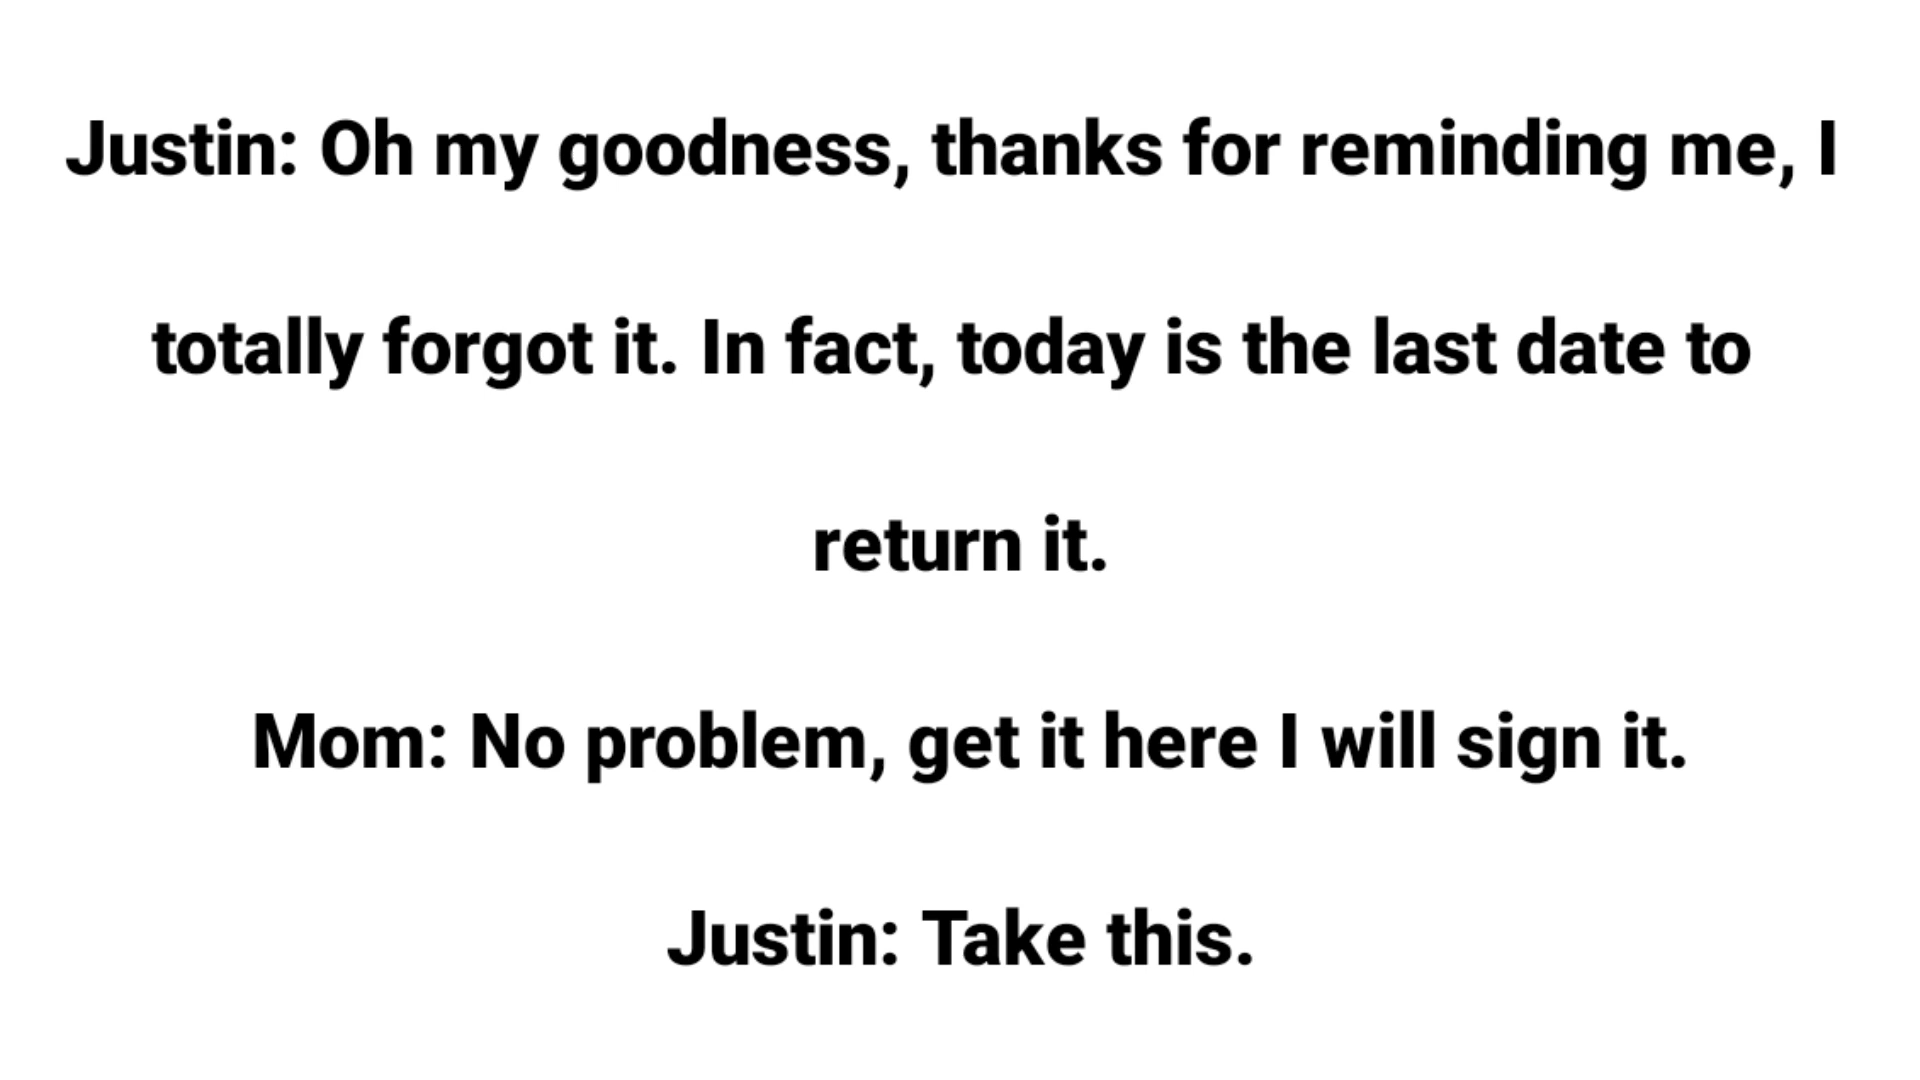 Justin: Oh my goodness, thanks for reminding me, I
totally forgot it. In fact, today is the last date to
return it.
Mom: No problem, get it here I will sign it.
Justin: Take this.